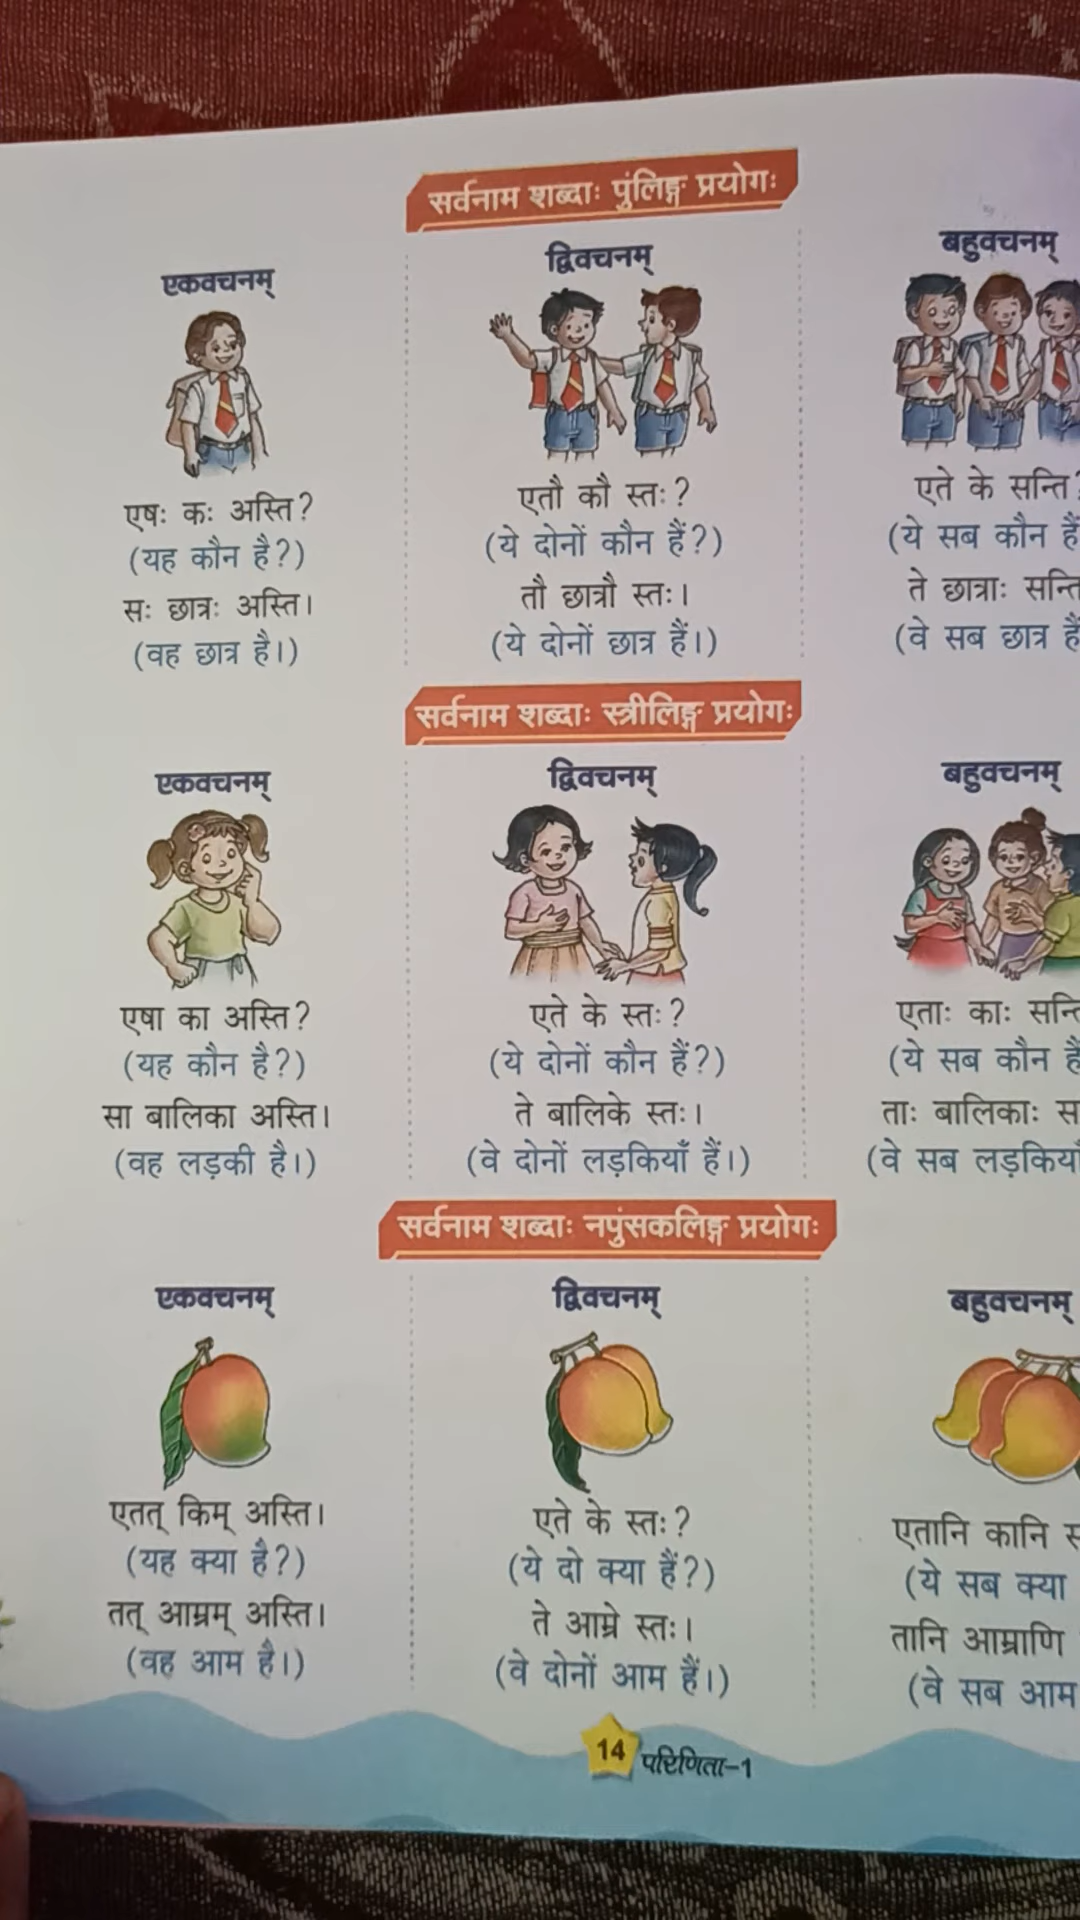 सर्वनाम शब्दाः पुंलिङ्ग प्रयोगः
एकवचनम्
एषः कः अस्ति?
(यह कौन है?)
सः छात्रः अस्ति।
(वह छात्र है।)
द्विवचनम्
एतौ कौ स्तः?
(ये दोनों कौन हैं?)
तौ छात्रौ स्तः।
(ये दोनों छात्र हैं।)
बहुवचनम्
एते के सन्ति?
(ये सब कौन हैं
ते छात्राः सन्ति
(वे सब छात्र हैं
सर्वनाम शब्दाः स्त्रीलिङ्ग प्रयोगः
एकवचनम्
एषा का अस्ति?
(यह कौन है?)
सा बालिका अस्ति।
(वह लड़की है।)
द्विवचनम्
एते के स्तः?
(ये दोनों कौन हैं?)
ते बालिके स्तः।
(वे दोनों लड़कियाँ हैं।)
बहुवचनम्
एताः काः
(ये सब कौन
ताः बालिकाः
(वे सब
सर्वनाम शब्दाः नपुंसकलिङ्ग प्रयोगः
एकवचनम्
एतत् किम् अस्ति।
(यह क्या है?)
तत् आम्रम् अस्ति।
(वह आम है।)
द्विवचनम्
एते के स्तः?
(ये दो क्या हैं?)
ते आम्रे स्तः।
(वे दोनों आम हैं।)
बहुवचनम्
एतानि कानि
(ये सब क्या
तानि आम्राणि
(वे सब आम
14 परिणिता-1